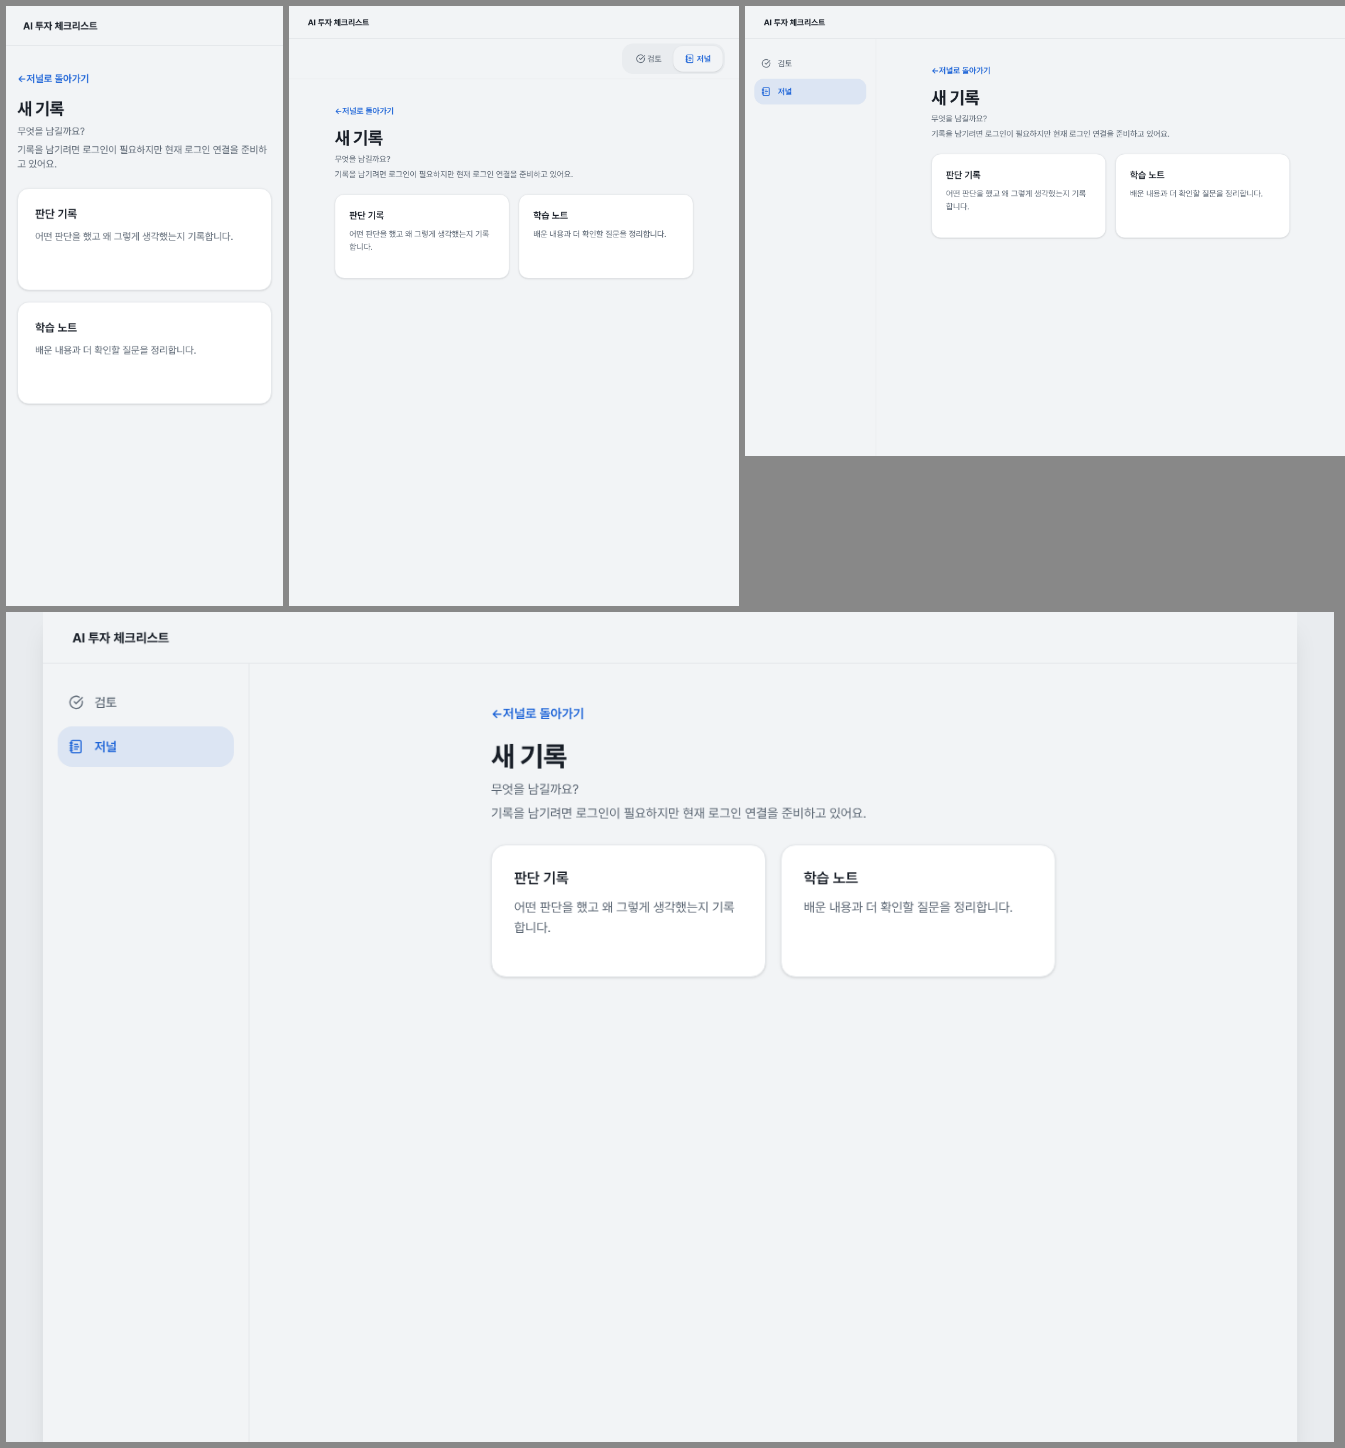 AI 투자 체크리스트
←저널로 돌아가기
새 기록
무엇을 남길까요?
기록을 남기려면 로그인이 필요하지만 현재 로그인 연결을 준비하
고 있어요.
판단 기록
어떤 판단을 했고 왜 그렇게 생각했는지 기록합니다.
학습 노트
배운 내용과 더 확인할 질문을 정리합니다.
AI 투자 체크리스트
검토
저널
←저널로 돌아가기
새 기록
무엇을 남길까요?
기록을 남기려면 로그인이 필요하지만 현재 로그인 연결을 준비하고 있어요.
판단 기록
어떤 판단을 했고 왜 그렇게 생각했는지 기록
합니다.
학습 노트
배운 내용과 더 확인할 질문을 정리합니다.
AI 투자 체크리스트
검토
저널
←저널로 돌아가기
새 기록
무엇을 남길까요?
기록을 남기려면 로그인이 필요하지만 현재 로그인 연결을 준비하고 있어요.
판단 기록
어떤 판단을 했고 왜 그렇게 생각했는지 기록
합니다.
학습 노트
배운 내용과 더 확인할 질문을 정리합니다.
AI 투자 체크리스트
검토
저널
←저널로 돌아가기
새 기록
무엇을 남길까요?
기록을 남기려면 로그인이 필요하지만 현재 로그인 연결을 준비하고 있어요.
판단 기록
어떤 판단을 했고 왜 그렇게 생각했는지 기록
합니다.
학습 노트
배운 내용과 더 확인할 질문을 정리합니다.